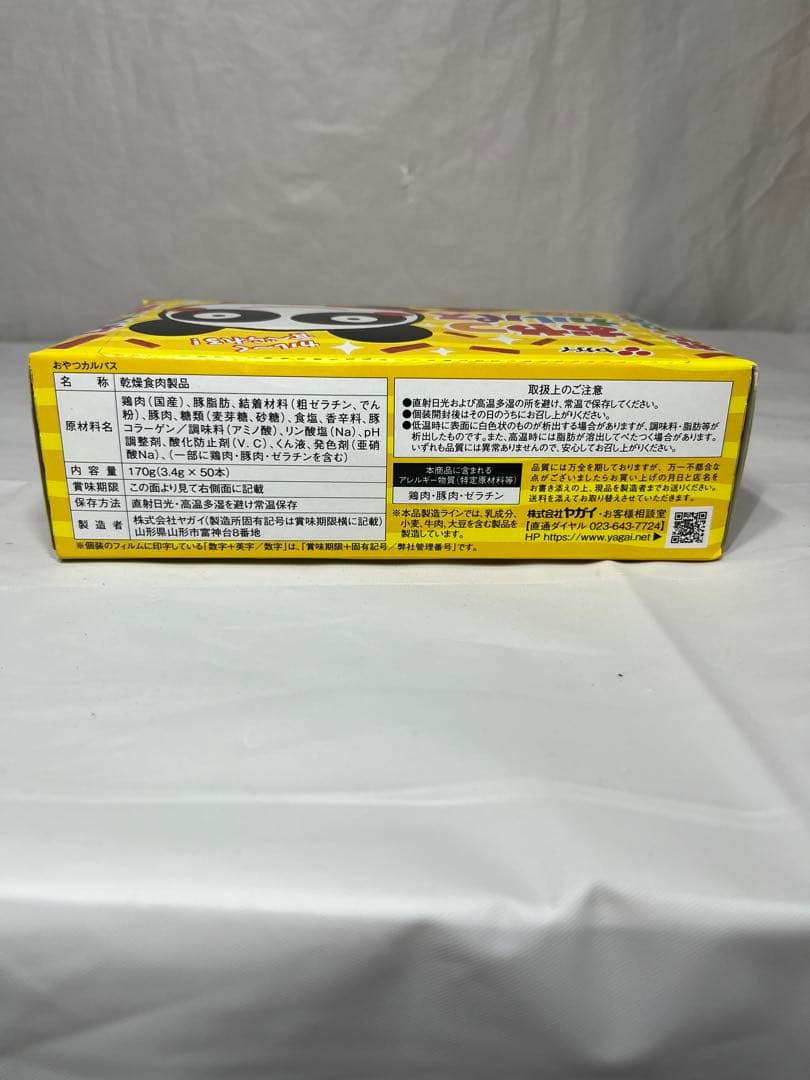 おやつ
カルパス
ヤガイ
おやつカルパス
名 称 乾燥食肉製品
原材料名 鶏肉(国産)、豚脂肪、結着材料(粗ゼラチン、でん
粉)、豚肉、糖類(麦芽糖、砂糖)、食塩、香辛料、豚
コラーゲン/調味料(アミノ酸)、リン酸塩(Na)、pH
調整剤、酸化防止剤(V.C)、くん液、発色剤(亜硝
酸Na)、(一部に鶏肉・豚肉・ゼラチンを含む)
内 容 量 170g(3.4g×50本)
賞味期限 この面より見て右側面に記載
保存方法 直射日光・高温多湿を避け常温保存
製 造 者 株式会社ヤガイ(製造所固有記号は賞味期限横に記載)
山形県山形市富神台8番地
※個装のフィルムに印字している「数字+英字/数字」は、「賞味期限+固有記号/弊社管理番号」です。
取扱上のご注意
●直射日光および高温多湿の所を避け、常温で保存してください。
●個装開封後はその日のうちにお召し上がりください。
●低温時に表面に白色状のものが析出する場合がありますが、調味料・脂肪等が
析出したものです。また、高温時には脂肪が溶出してべたつく場合があります。
いずれも品質には異常ありませんので、安心してお召し上がりください。
本商品に含まれる
アレルギー物質(特定原材料等)
鶏肉・豚肉・ゼラチン
※本品製造ラインでは、乳成分、
小麦、牛肉、大豆を含む製品を
製造しています。
品質には万全を期しておりますが、万一不都合な
点がございましたらお買い上げの月日と店名を
お書き添えの上、現品を製造者までお送りください。
送料を添えてお取り替えさせていただきます。
株式会社ヤガイ・お客様相談室
[直通ダイヤル 023-643-7724]
HP https://www.yagai.net▶